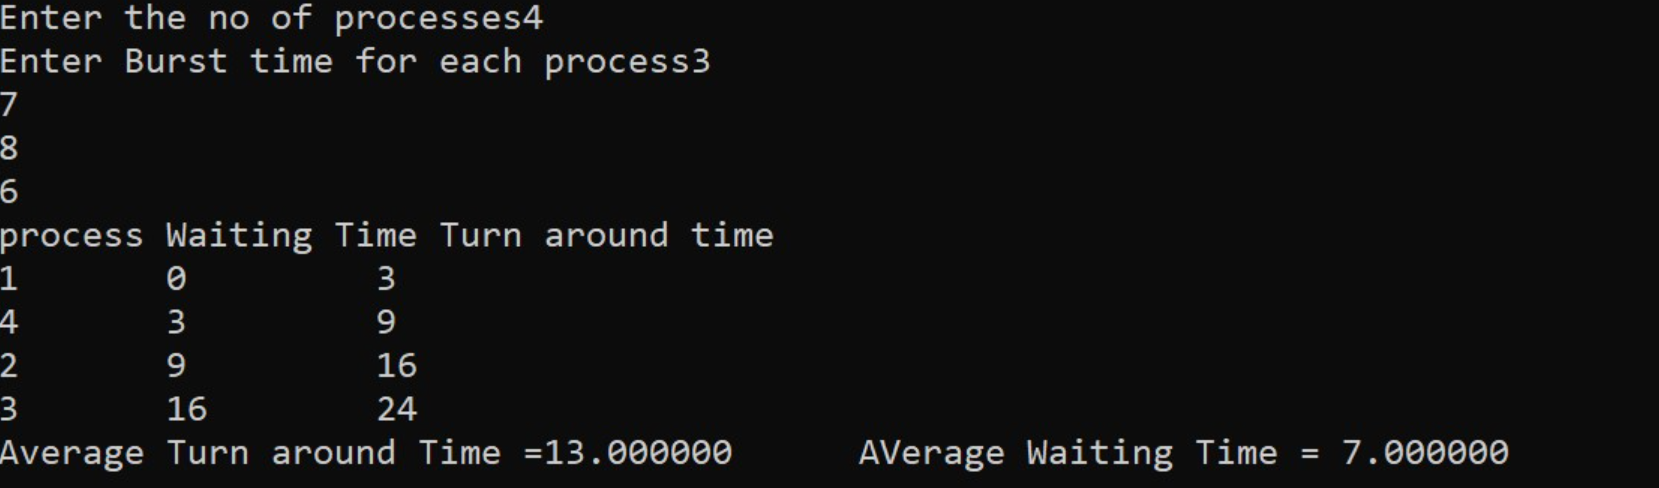 Enter the no of processes4
Enter Burst time for each process3
7
8
6
process Waiting Time Turn around time
1 0 3
4 3 9
2 9 16
3 16 24
Average Turn around Time =13.000000 AVerage Waiting Time = 7.000000